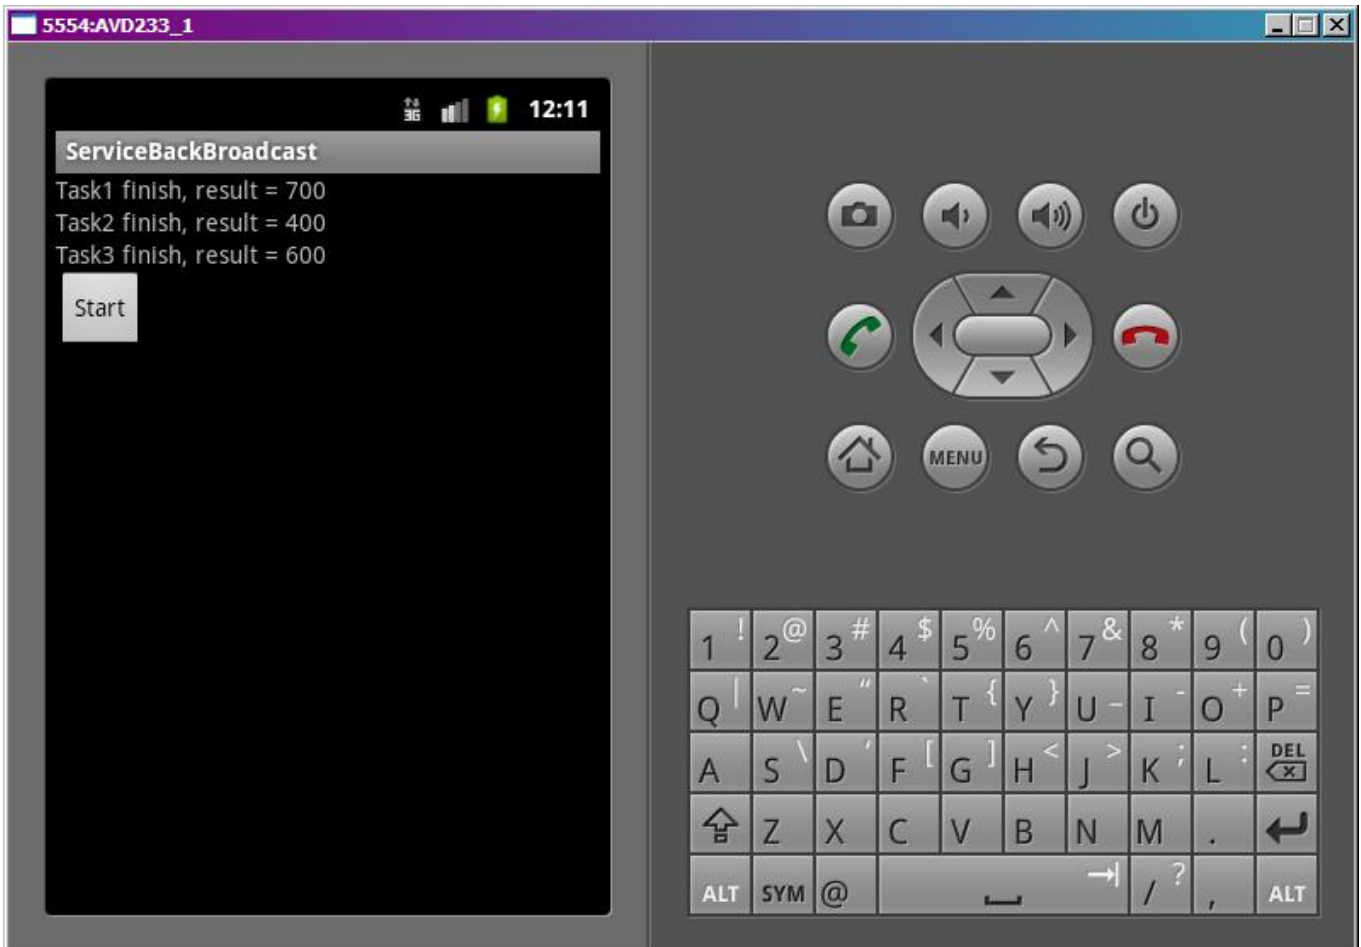 5554:AVD233_1
3G 12:11
ServiceBackBroadcast
Task1 finish, result = 700
Task2 finish, result = 400
Task3 finish, result = 600
Start
MENU
1 ! 2 @ 3 # 4 $ 5 % 6 ^ 7 & 8 * 9 ( 0 )
Q | W ~ E “ R ` T { Y } U _ I - O + P =
A S \ D ‘ F [ G ] H < J > K ; L : DEL
Z X C V B N M .
ALT SYM @ / ? , ALT